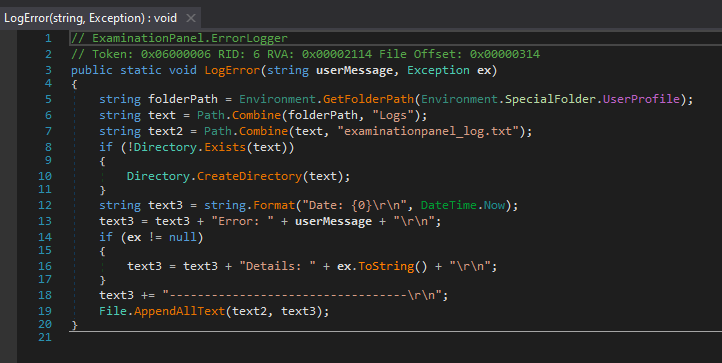 LogError(string, Exception) : void ×
1 // ExaminationPanel.ErrorLogger
2 // Token: 0x06000006 RID: 6 RVA: 0x00002114 File Offset: 0x00000314
3 public static void LogError(string userMessage, Exception ex)
4 {
5 string folderPath = Environment.GetFolderPath(Environment.SpecialFolder.UserProfile);
6 string text = Path.Combine(folderPath, "Logs");
7 string text2 = Path.Combine(text, "examinationpanel_log.txt");
8 if (!Directory.Exists(text))
9 {
10 Directory.CreateDirectory(text);
11 }
12 string text3 = string.Format("Date: {0}\r\n", DateTime.Now);
13 text3 = text3 + "Error: " + userMessage + "\r\n";
14 if (ex != null)
15 {
16 text3 = text3 + "Details: " + ex.ToString() + "\r\n";
17 }
18 text3 += "----------------------------------\r\n";
19 File.AppendAllText(text2, text3);
20 }
21